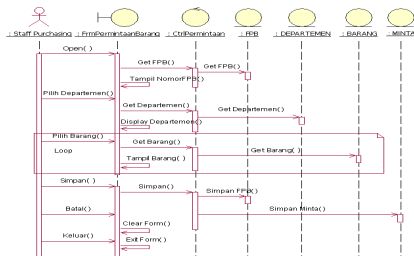 : Staff Purchasing
: FrmPermintaanBarang
: CtrlPermintaan
: FPB
: DEPARTEMEN
: BARANG
: MINTA
Open( )
Get FPB( )
Get FPB( )
Tampil NomorFPB( )
Pilih Departemen( )
Get Departemen( )
Get Departemen( )
Display Departemen( )
Pilih Barang( )
Get Barang( )
Loop
Get Barang( )
Tampil Barang( )
Simpan( )
Simpan( )
Simpan FPB( )
Batal( )
Simpan Minta( )
Clear Form( )
Keluar( )
Exit Form( )